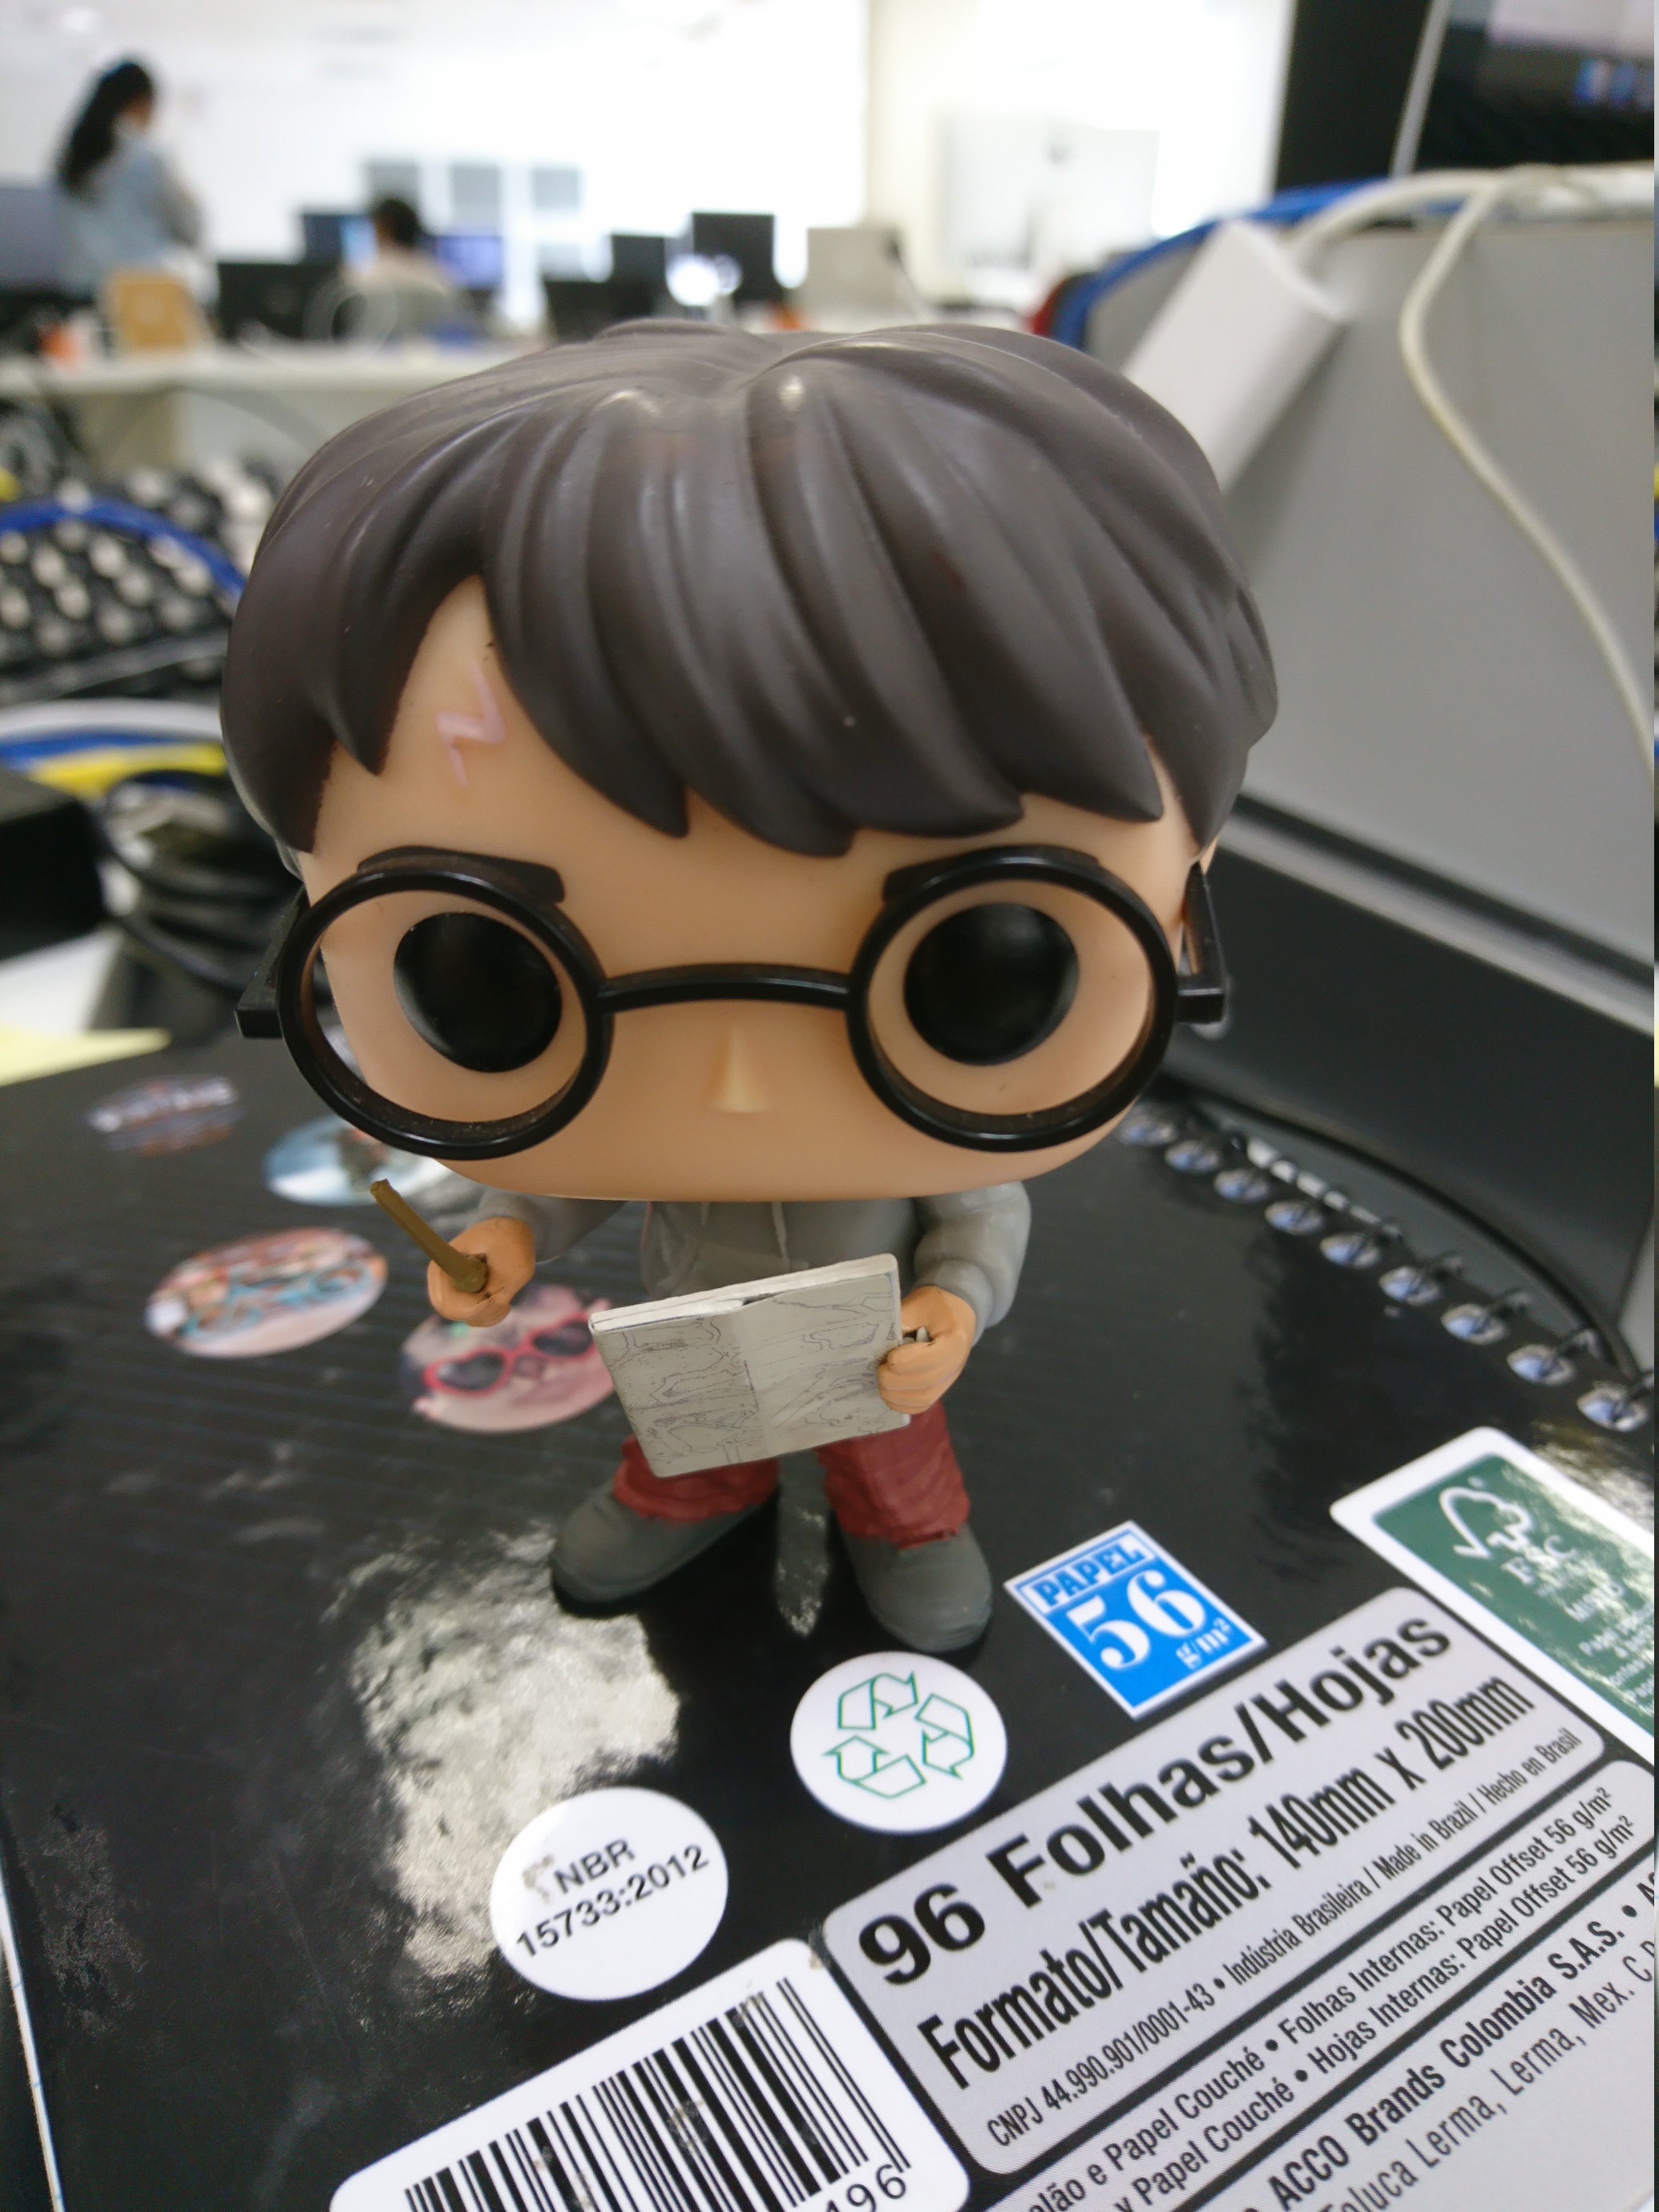 PAPEL
56
g/m²
FSC
96 Folhas/Hojas
Formato/Tamaño: 140mm x 200mm
CNPJ 44.990.901/0001-43 • Indústria Brasileira / Made in Brazil / Hecho en Brasil
e Papel Couché • Folhas Internas: Papel Offset 56 g/m²
y Papel Couché • Hojas Internas: Papel Offset 56 g/m²
ACCO Brands Colombia S.A.S. •
Toluca Lerma, Lerma, Mex. C.P.
NBR
15733:2012
196